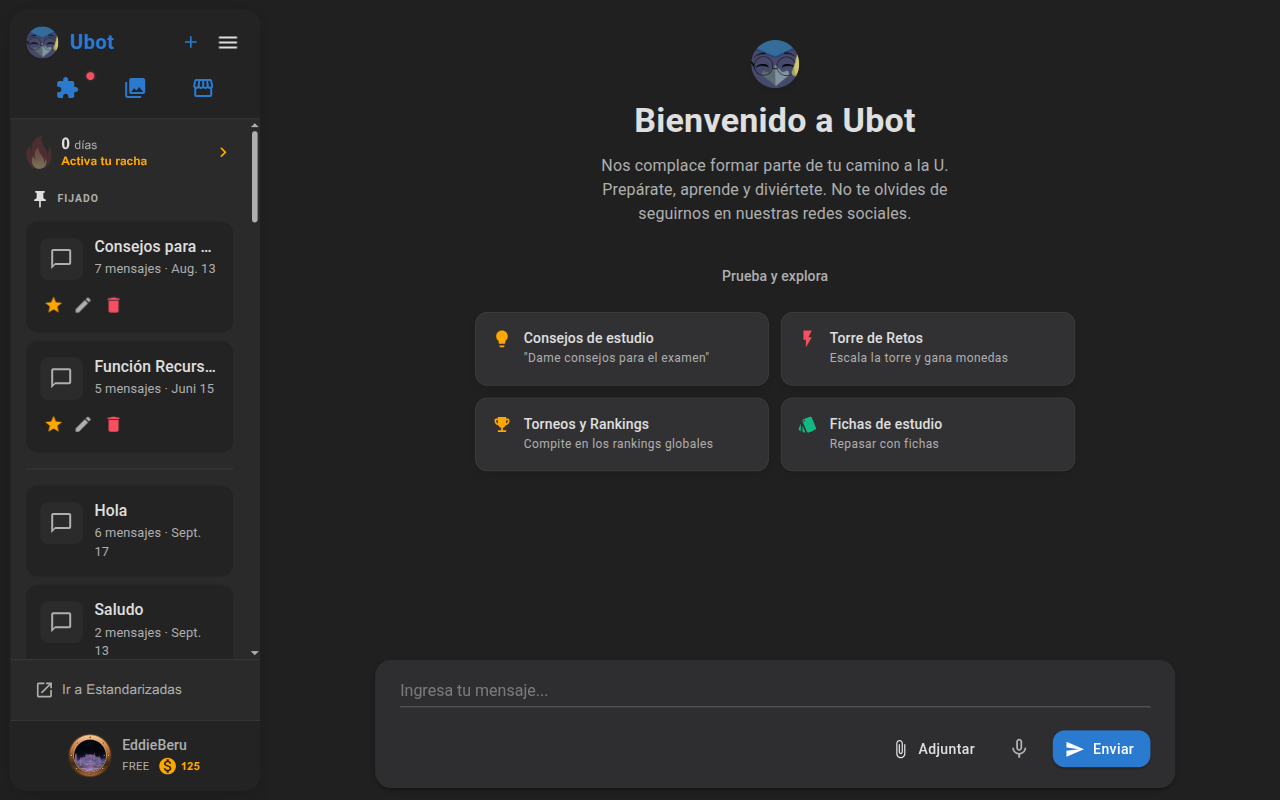 Ubot
0 días
Activa tu racha
FIJADO
Consejos para ...
7 mensajes · Aug. 13
Función Recurs...
5 mensajes · Juni 15
Hola
6 mensajes · Sept.
17
Saludo
2 mensajes · Sept.
13
Ir a Estandarizadas
EddieBeru
FREE 125
Bienvenido a Ubot
Nos complace formar parte de tu camino a la U.
Prepárate, aprende y diviértete. No te olvides de
seguirnos en nuestras redes sociales.
Prueba y explora
Consejos de estudio
"Dame consejos para el examen"
Torre de Retos
Escala la torre y gana monedas
Torneos y Rankings
Compite en los rankings globales
Fichas de estudio
Repasar con fichas
Ingresa tu mensaje...
Adjuntar
Enviar